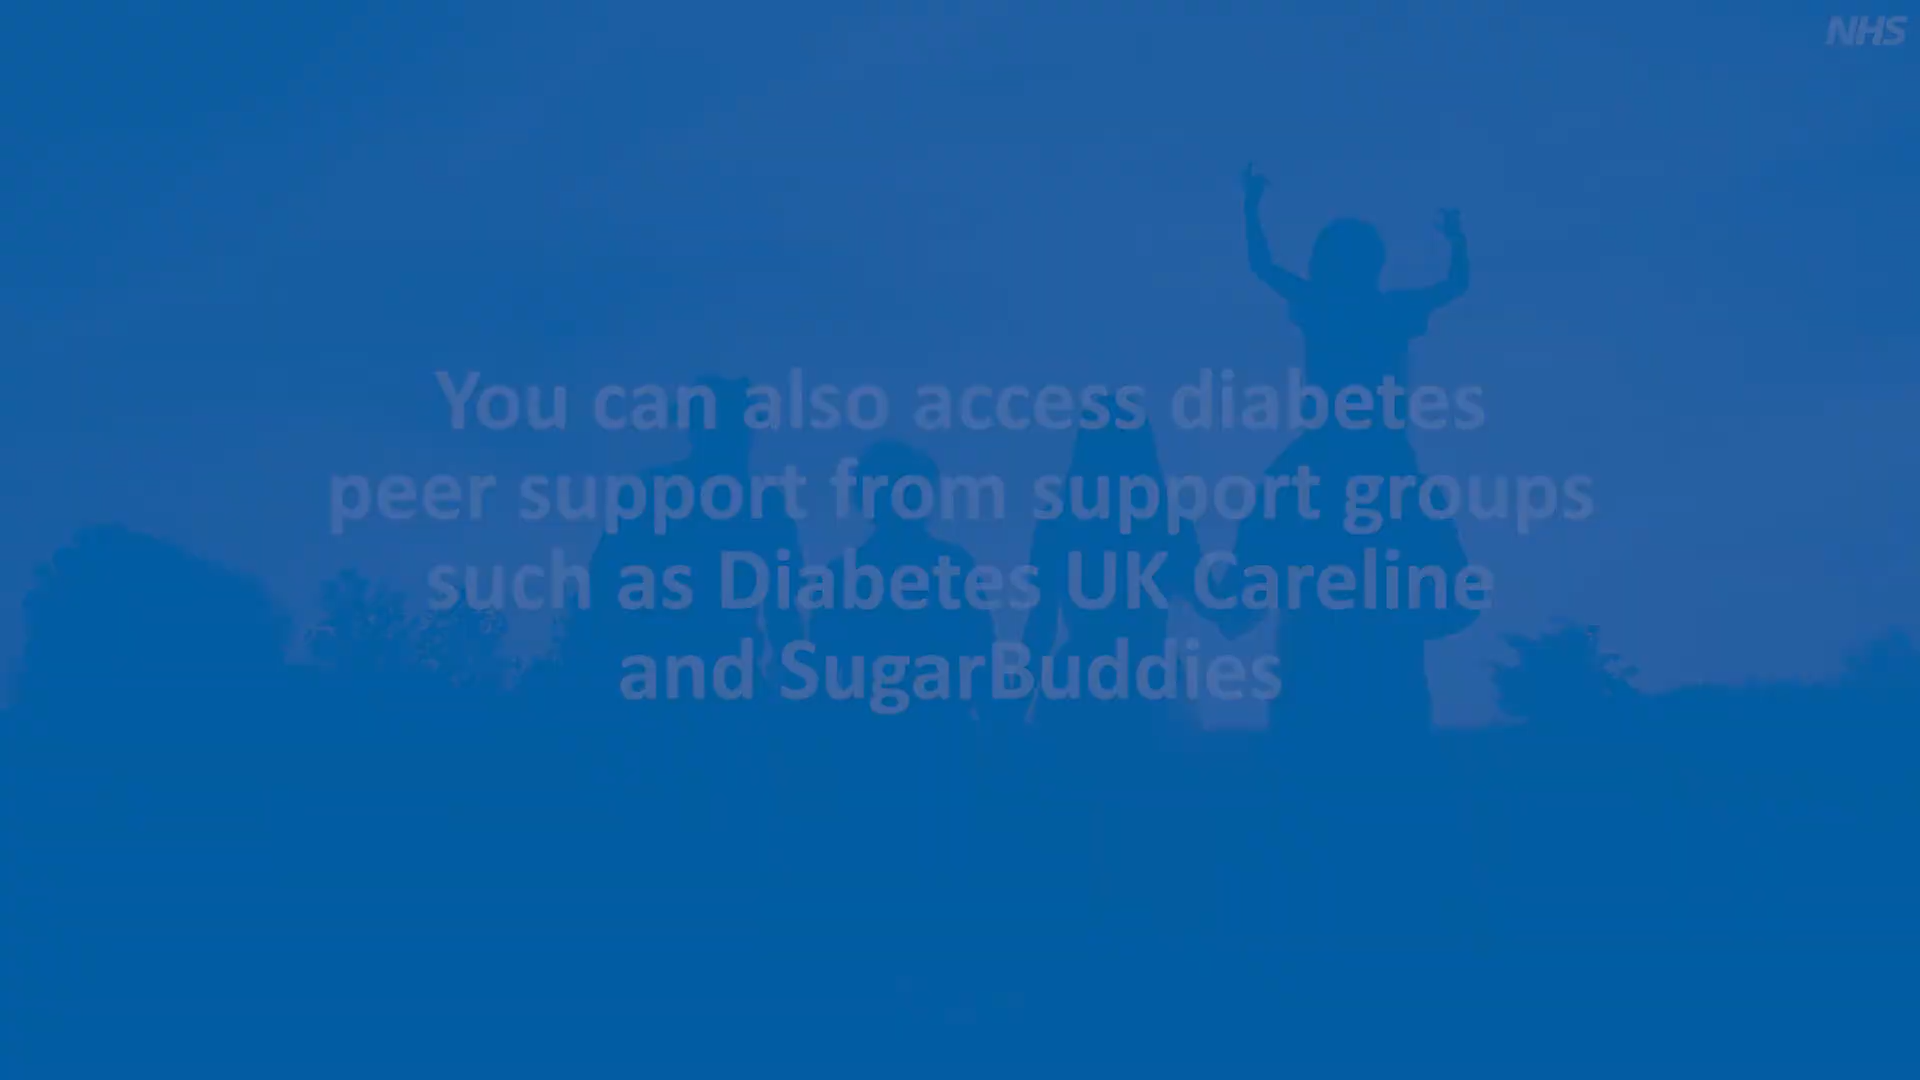 NHS
You can also access diabetes
peer support from support groups
such as Diabetes UK Careline
and SugarBuddies